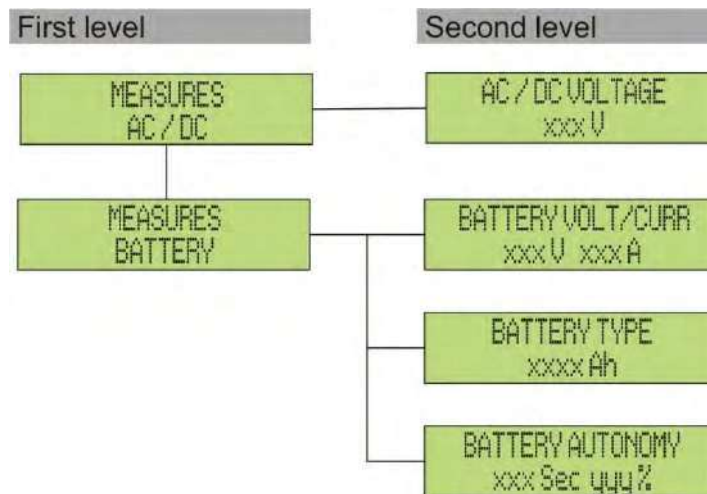 First level
Second level
MEASURES
AC/DC
AC/DC VOLTAGE
xxx V
MEASURES
BATTERY
BATTERY VOLT/CURR
xxx V xxx A
BATTERY TYPE
xxxx Ah
BATTERY AUTONOMY
xxx Sec yyy%